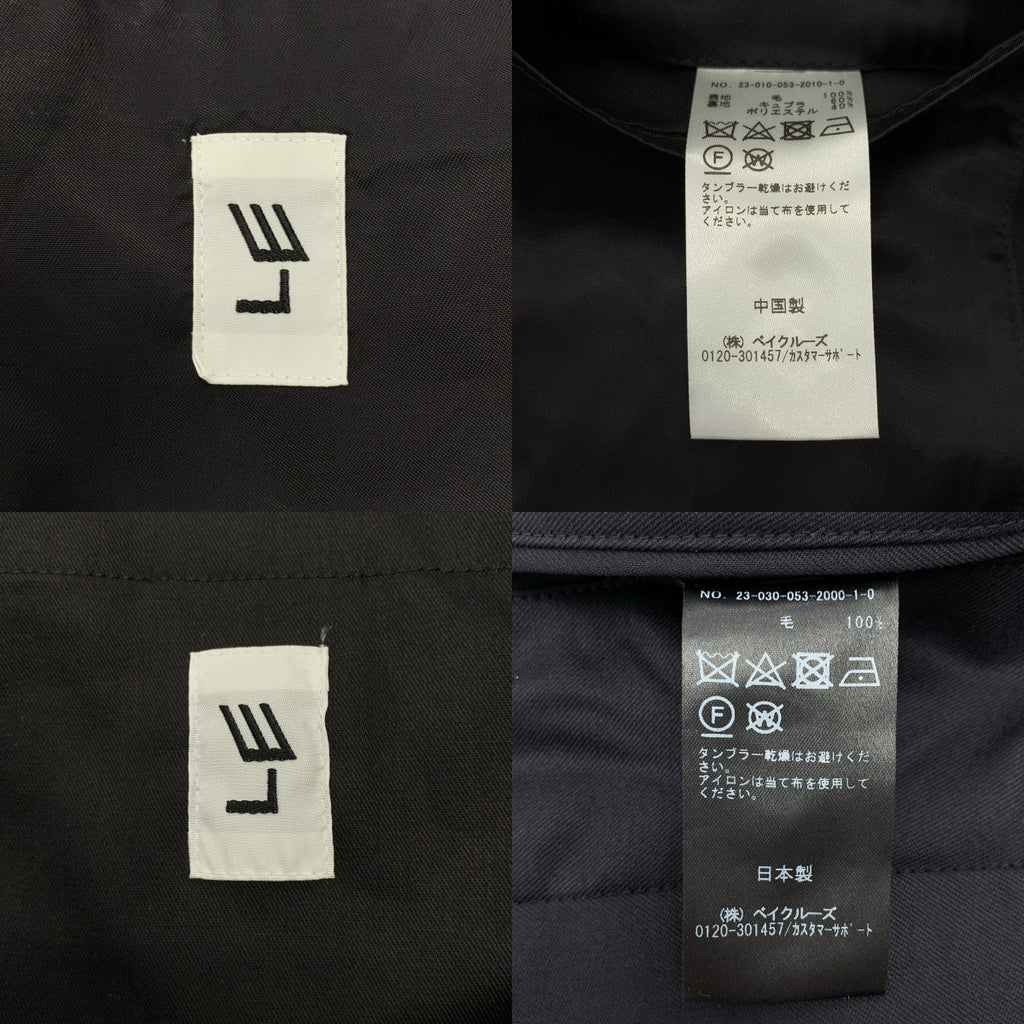 LE
NO. 23-010-053-2010-1-0
表地 毛 100%
裏地 キュプラ 60%
ポリエステル 40%
F W
タンブラー乾燥はお避けくだ
さい。
アイロンは当て布を使用して
ください。
中国製
(株) ベイクルーズ
0120-301457/カスタマーサポート
LE
NO. 23-030-053-2000-1-0
毛 100%
F W
タンブラー乾燥はお避けくだ
さい。
アイロンは当て布を使用して
ください。
日本製
(株) ベイクルーズ
0120-301457/カスタマーサポート